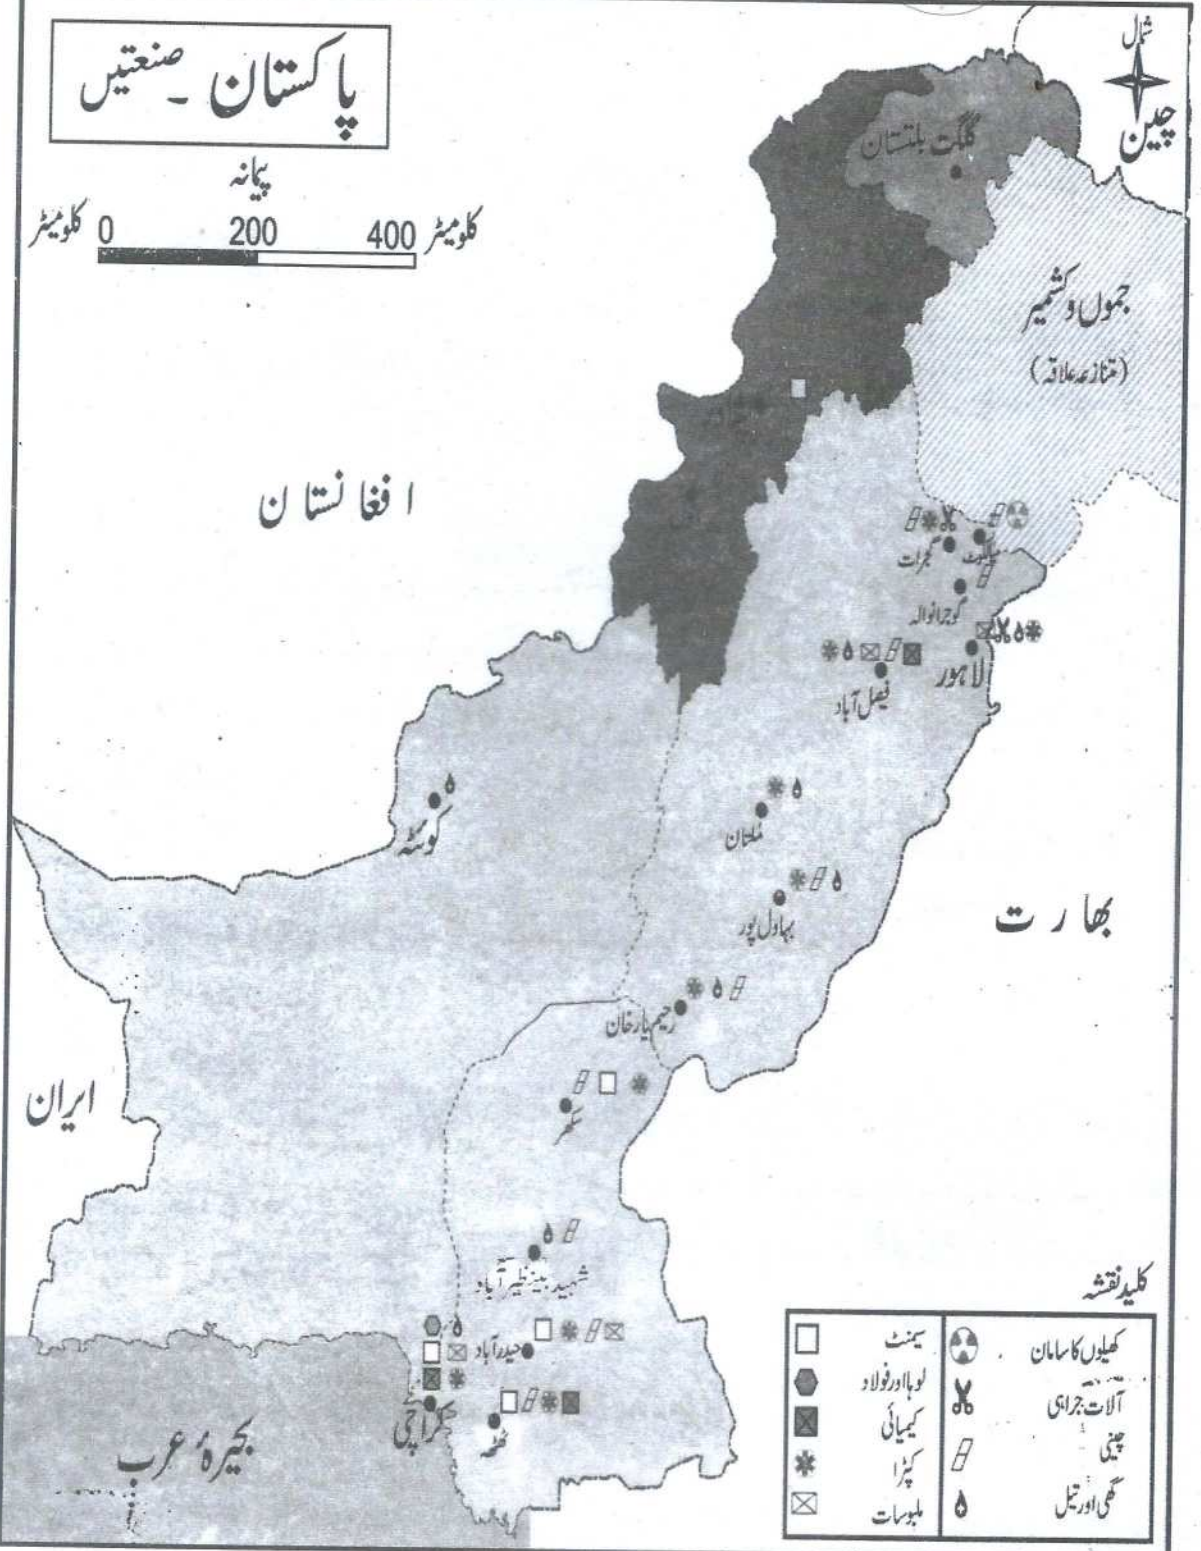 پاکستان ۔ صنعتیں
پیمانہ
کلومیٹر 0 200 400 کلومیٹر
شمال
چین
گلگت بلتستان
جموں و کشمیر
(متنازعہ علاقہ)
افغانستان
گجرات
سیالکوٹ
گوجرانوالہ
لاہور
فیصل آباد
کوئٹہ
ملتان
بہاول پور
بھارت
رحیم یار خان
ایران
سکھر
شہید بینظیر آباد
حیدرآباد
کراچی
ٹھٹھہ
بحیرۂ عرب
کلید نقشہ
کھیلوں کا سامان
آلات جراہی
چینی
گھی اور تیل
سیمنٹ
لوہا اور فولاد
کیمیائی
کپڑا
ملبوسات